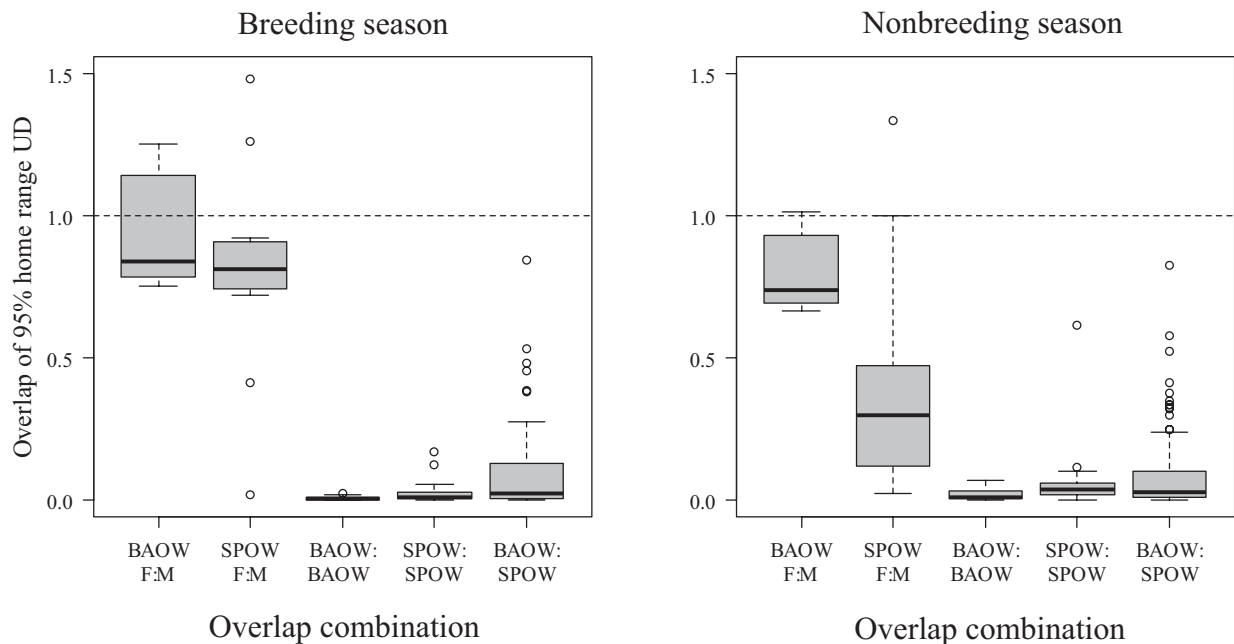 Breeding season
Overlap of 95% home range UD
1.5
1.0
0.5
0.0
BAOW SPOW BAOW: SPOW: BAOW:
F:M F:M BAOW SPOW SPOW
Overlap combination
Nonbreeding season
1.5
1.0
0.5
0.0
BAOW SPOW BAOW: SPOW: BAOW:
F:M F:M BAOW SPOW SPOW
Overlap combination